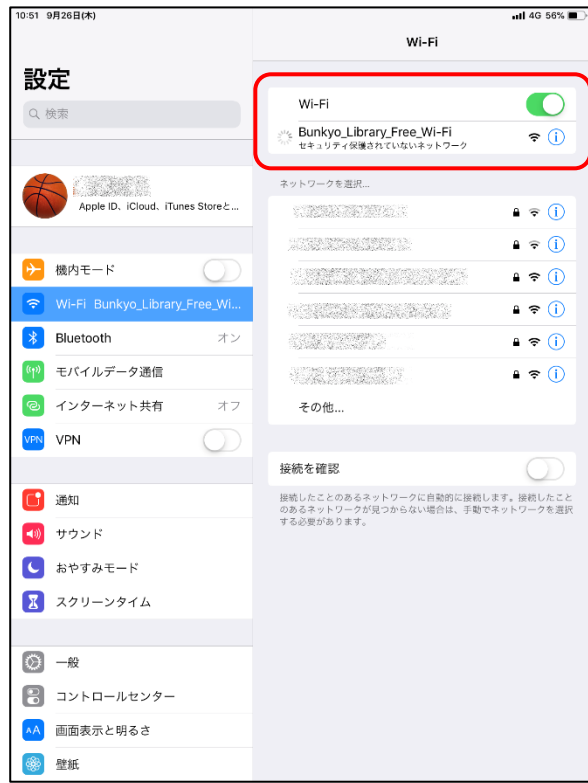 10:51 9月26日(木)
4G 56%
設定
検索
Apple ID、iCloud、iTunes Storeと...
機内モード
Wi-Fi Bunkyo_Library_Free_Wi...
Bluetooth オン
モバイルデータ通信
インターネット共有 オフ
VPN VPN
通知
サウンド
おやすみモード
スクリーンタイム
一般
コントロールセンター
AA 画面表示と明るさ
壁紙
Wi-Fi
Wi-Fi
Bunkyo_Library_Free_Wi-Fi
セキュリティ保護されていないネットワーク
ネットワークを選択...
その他...
接続を確認
接続したことのあるネットワークに自動的に接続します。接続したこと
のあるネットワークが見つからない場合は、手動でネットワークを選択
する必要があります。